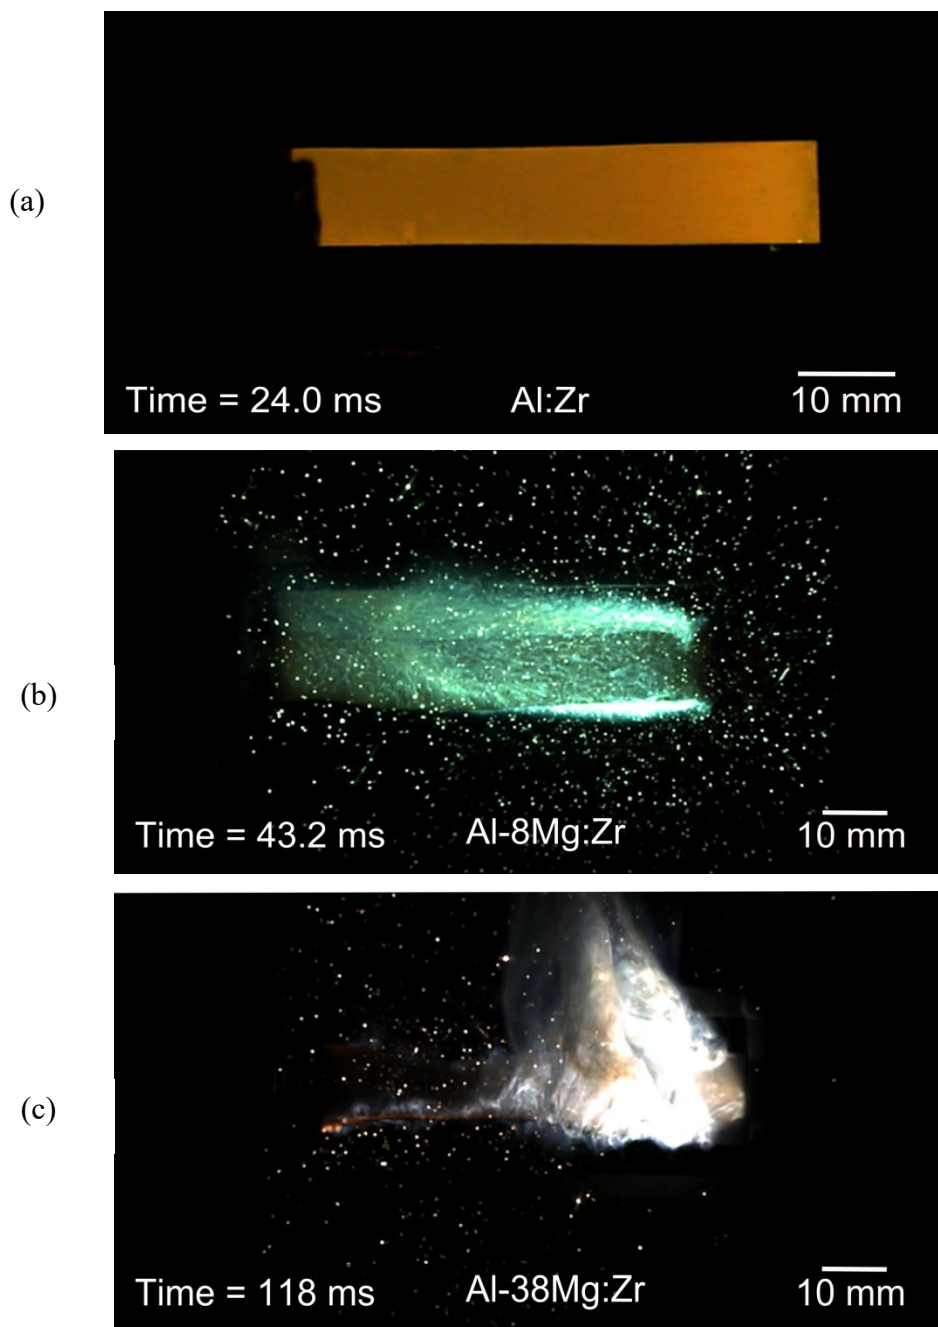 (a)
Time = 24.0 ms Al:Zr 10 mm
(b)
Time = 43.2 ms Al-8Mg:Zr 10 mm
(c)
Time = 118 ms Al-38Mg:Zr 10 mm